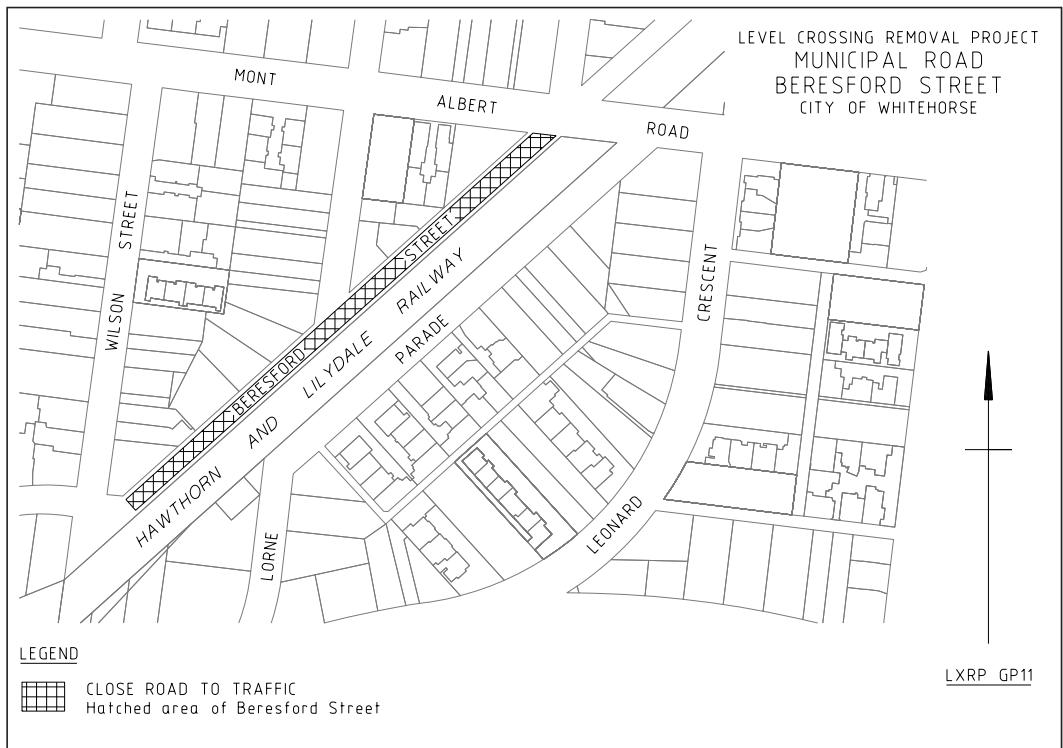 LEVEL CROSSING REMOVAL PROJECT
MUNICIPAL ROAD
BERESFORD STREET
CITY OF WHITEHORSE
MONT
ALBERT
ROAD
WILSON STREET
BERESFORD STREET
HAWTHORN AND LILYDALE RAILWAY
LORNE
PARADE
LEONARD
CRESCENT
LEGEND
CLOSE ROAD TO TRAFFIC
Hatched area of Beresford Street
LXRP GP11